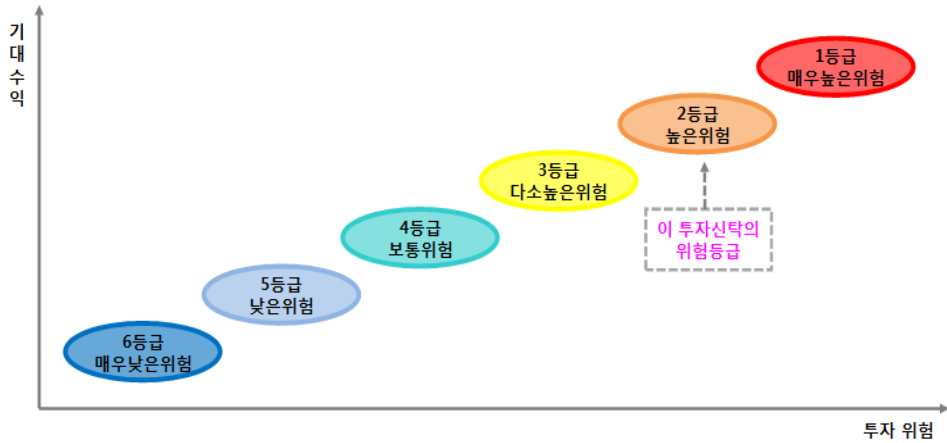 기대수익
1등급
매우높은위험
2등급
높은위험
3등급
다소높은위험
이 투자신탁의
위험등급
4등급
보통위험
5등급
낮은위험
6등급
매우낮은위험
투자 위험